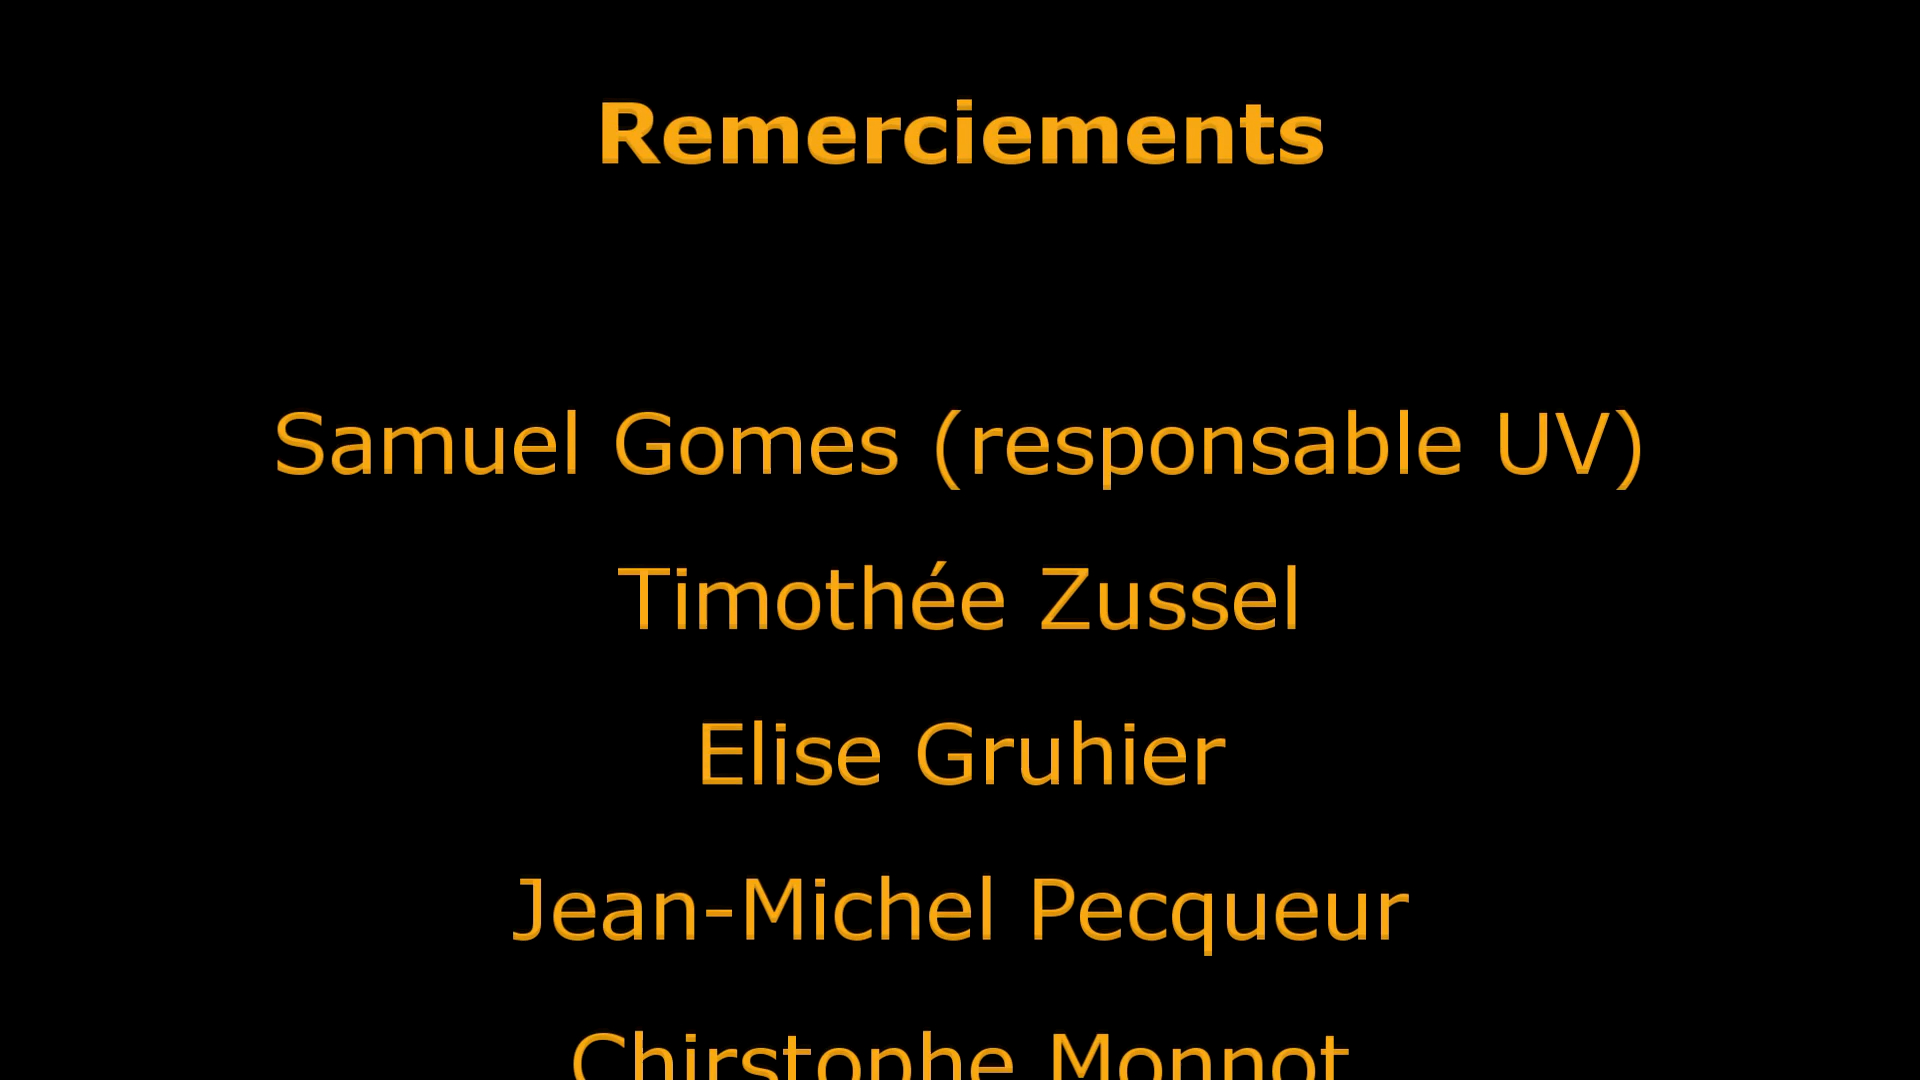 Remerciements
Samuel Gomes (responsable UV)
Timothée Zussel
Elise Gruhier
Jean-Michel Pecqueur
Chirstophe Monnot